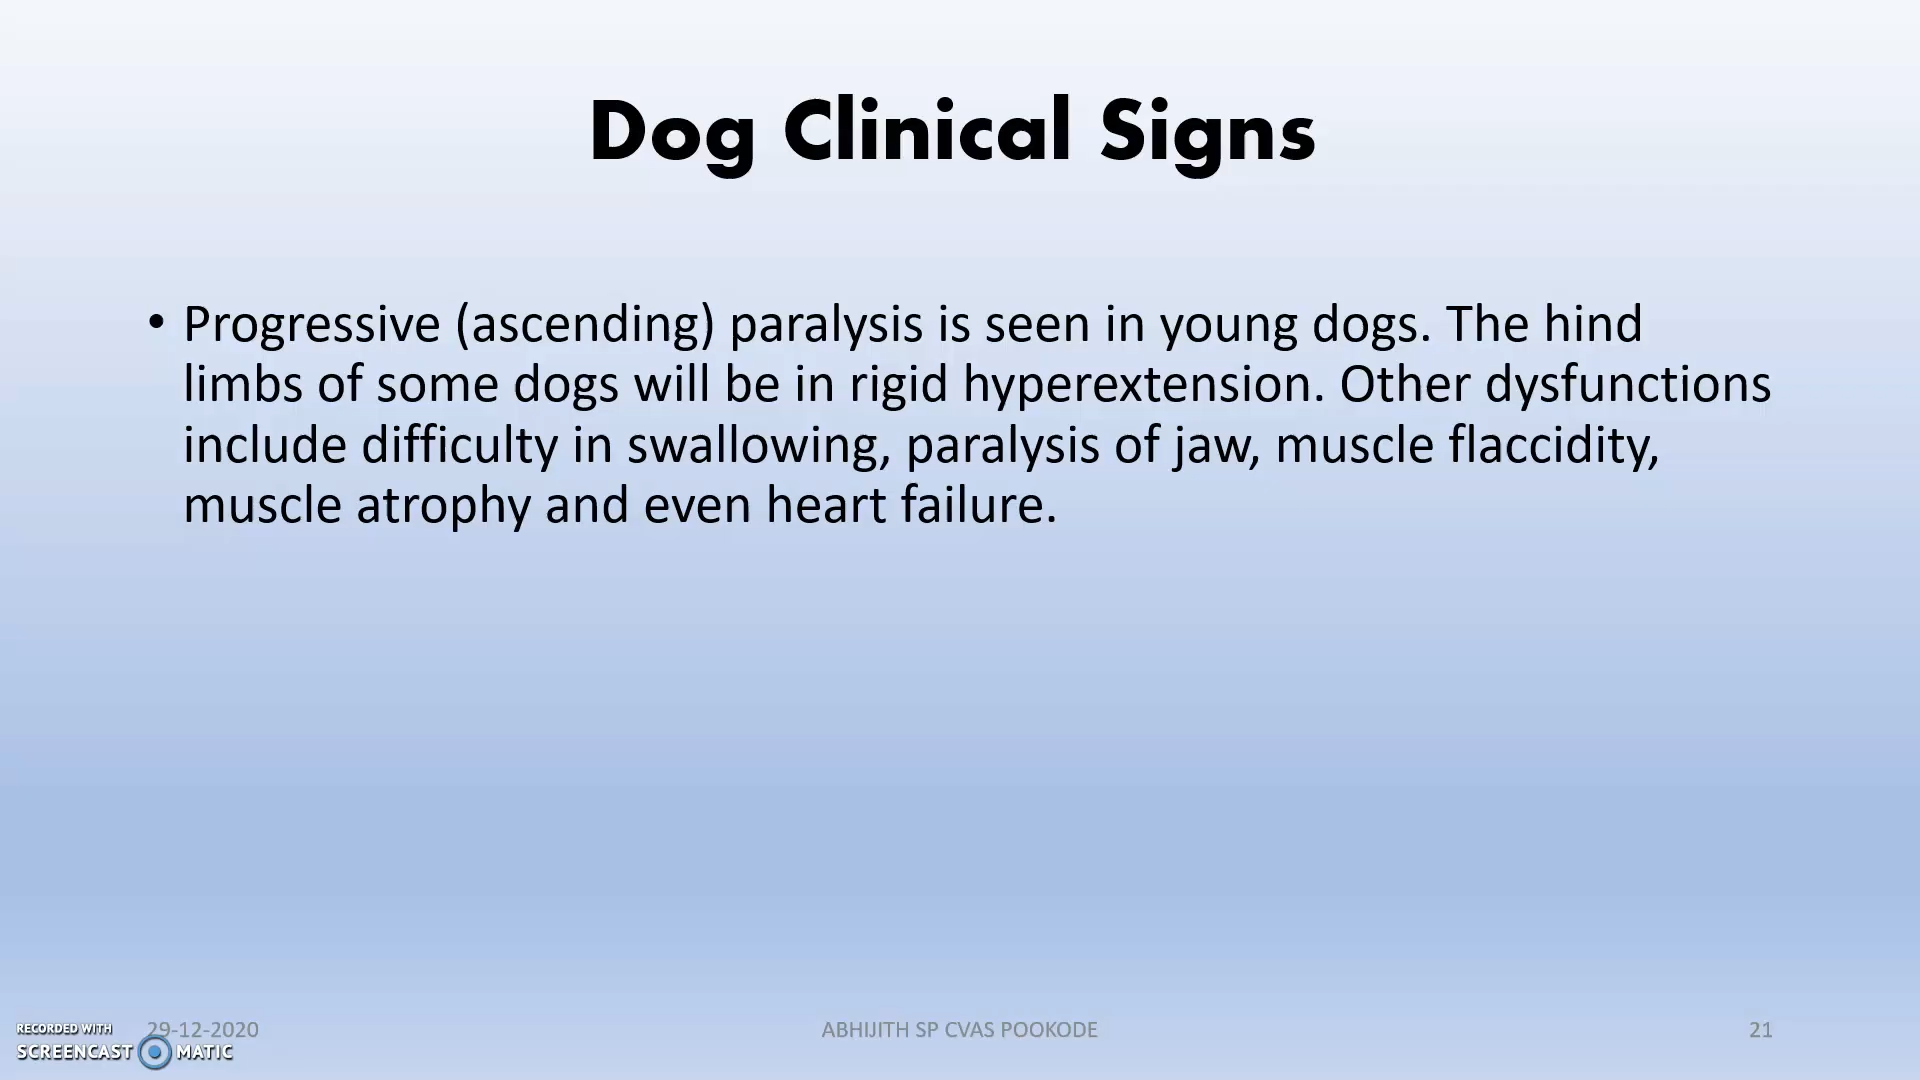 Dog Clinical Signs
• Progressive (ascending) paralysis is seen in young dogs. The hind
limbs of some dogs will be in rigid hyperextension. Other dysfunctions
include difficulty in swallowing, paralysis of jaw, muscle flaccidity,
muscle atrophy and even heart failure.
29-12-2020
ABHIJITH SP CVAS POOKODE
21
RECORDED WITH
SCREENCAST MATIC